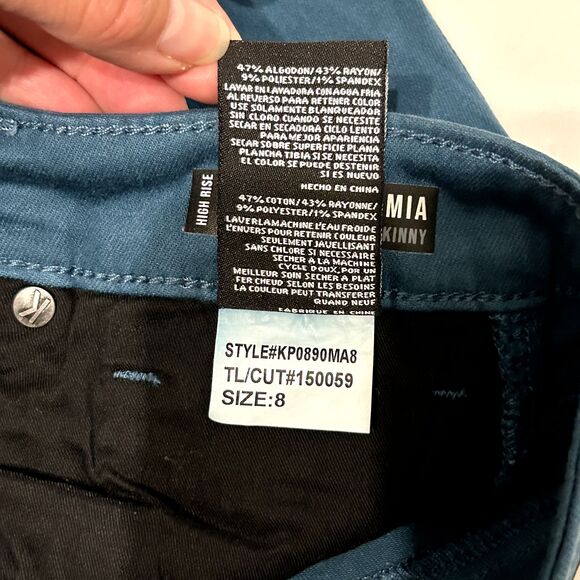 47% ALGODON/43% RAYON/
9% POLIESTER/1% SPANDEX
LAVAR EN LAVADORA CON AGUA FRIA
AL REVERSO PARA RETENER COLOR
USE SOLAMENTE BLANQUEADOR
SIN CLORO CUANDO SE NECESITE
SECAR EN SECADORA CICLO LENTO
PARA MEJOR APARIENCIA
SECAR SOBRE SUPERFICIE PLANA
PLANCHA TIBIA SI SE NECESITA
EL COLOR SE PUEDE DESTENIR
SI ES NUEVO
HECHO EN CHINA
47% COTON/43% RAYONNE/
9% POLYESTER/1% SPANDEX
LAVER LA MACHINE L'EAU FROIDE
L'ENVERS POUR RETENIR COULEUR
SEULEMENT JAVELLISANT
SANS CHLORE SI NECESSAIRE
SECHER A LA MACHINE
CYCLE DOUX, POR UN
MEILLEUR SOIN SECHER A PLAT
FER CHEUD SELON LES BESOINS
LA COULEUR PEUT TRANSFERER
QUAND NEUF
FABRIQUE EN CHINE
HIGH RISE
MIA
SKINNY
K
STYLE#KP0890MA8
TL/CUT#150059
SIZE:8